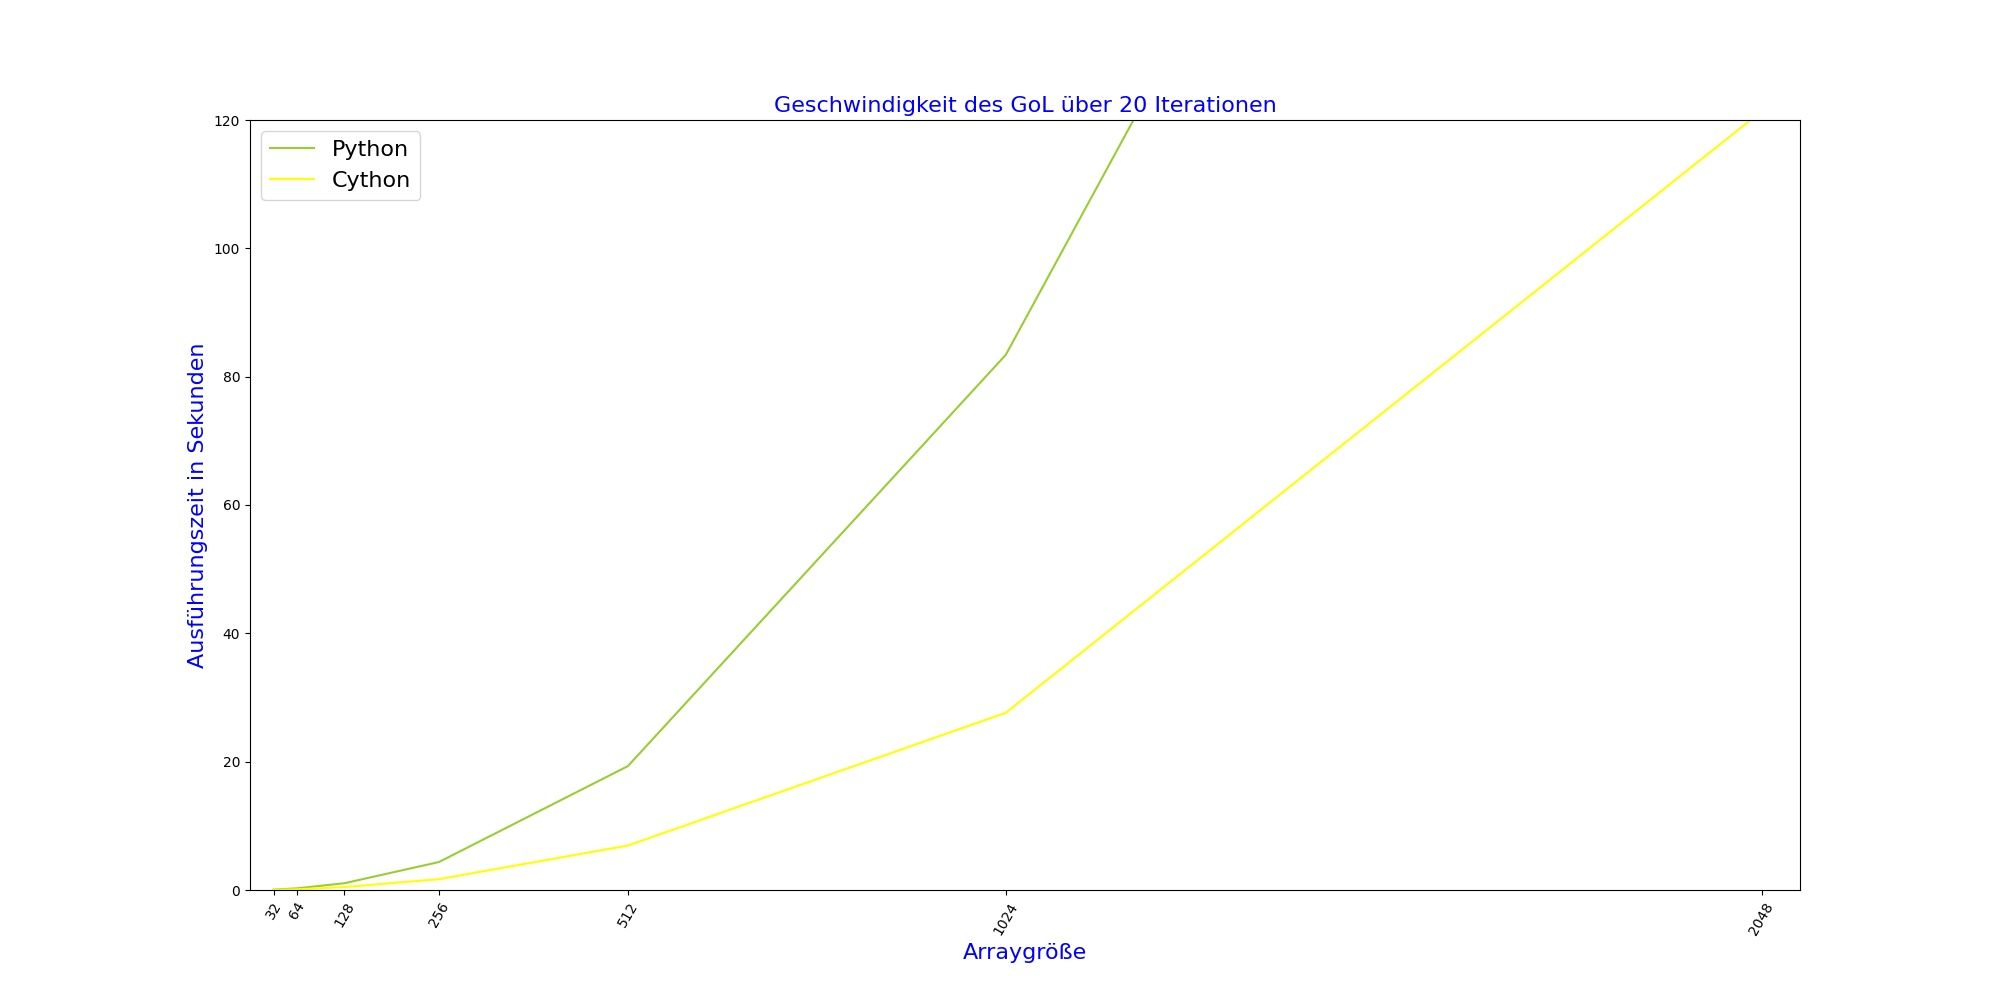 Geschwindigkeit des GoL über 20 Iterationen
Python
Cython
120
100
80
60
40
20
0
Ausführungszeit in Sekunden
32
64
128
256
512
1024
2048
Arraygröße